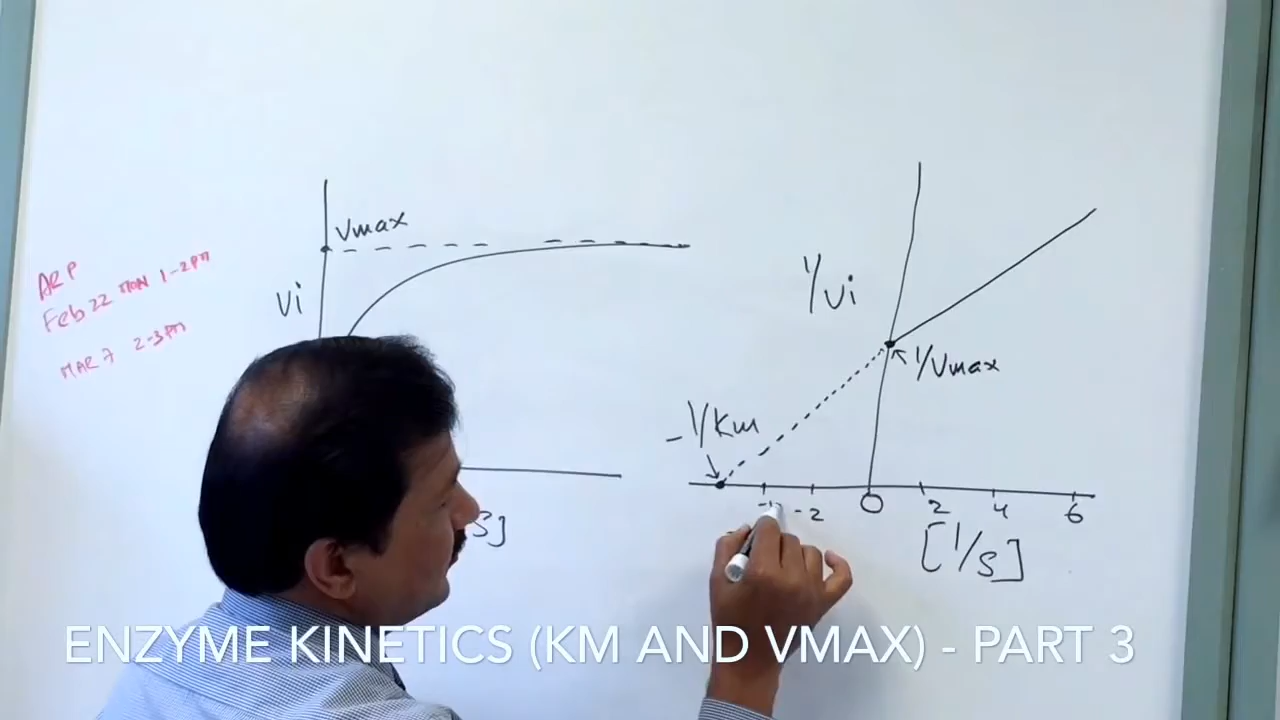 ARP
Feb 22 MON 1-2PM
MAR 7 2-3PM
Vmax
Vi
S]
1/Vi
1/Vmax
-1/Km
-2 0 2 4 6
[1/S]
ENZYME KINETICS (KM AND VMAX) - PART 3